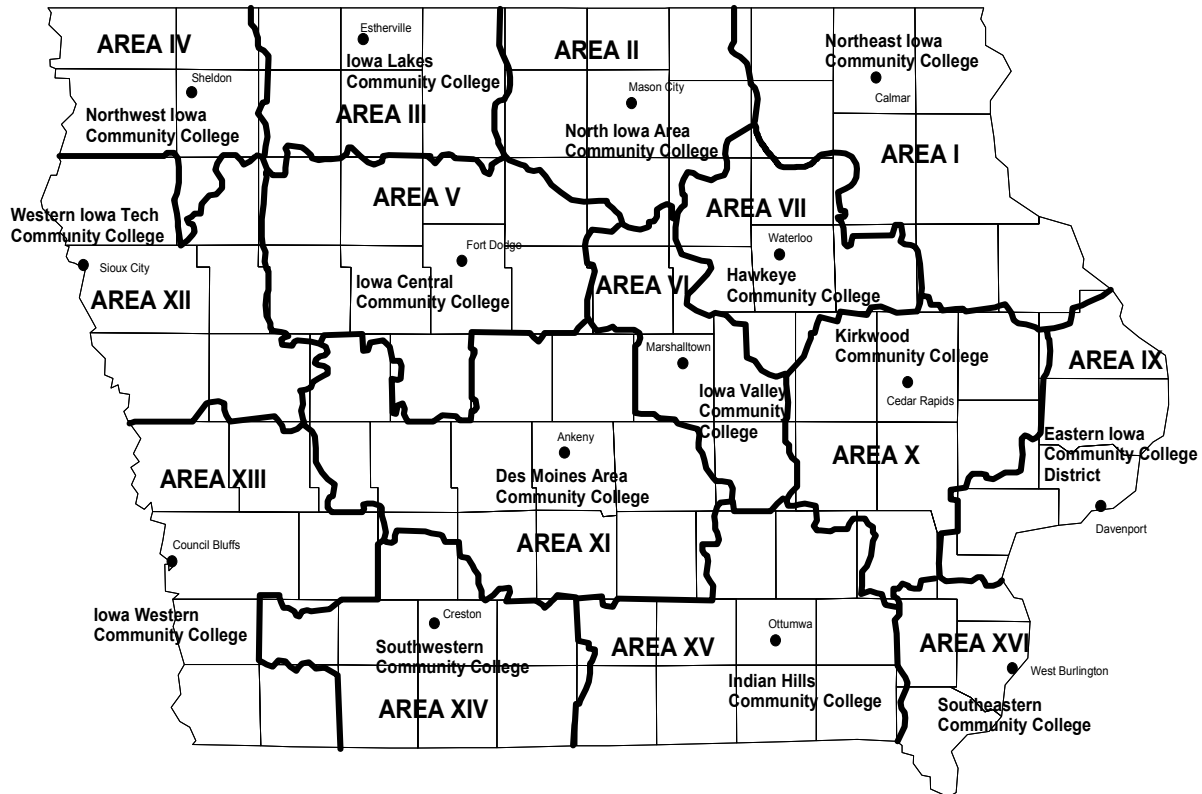 AREA IV
Sheldon
Northwest Iowa
Community College
Estherville
Iowa Lakes
Community College
AREA III
AREA II
Mason City
North Iowa Area
Community College
Northeast Iowa
Community College
Calmar
AREA I
Western Iowa Tech
Community College
Sioux City
AREA XII
AREA V
Fort Dodge
Iowa Central
Community College
AREA VI
Marshalltown
Iowa Valley
Community
College
AREA VII
Waterloo
Hawkeye
Community College
Kirkwood
Community College
Cedar Rapids
AREA X
AREA IX
Eastern Iowa
Community College
District
Davenport
AREA XIII
Council Bluffs
Iowa Western
Community College
Ankeny
Des Moines Area
Community College
AREA XI
Creston
Southwestern
Community College
AREA XIV
AREA XV
Ottumwa
Indian Hills
Community College
AREA XVI
West Burlington
Southeastern
Community College